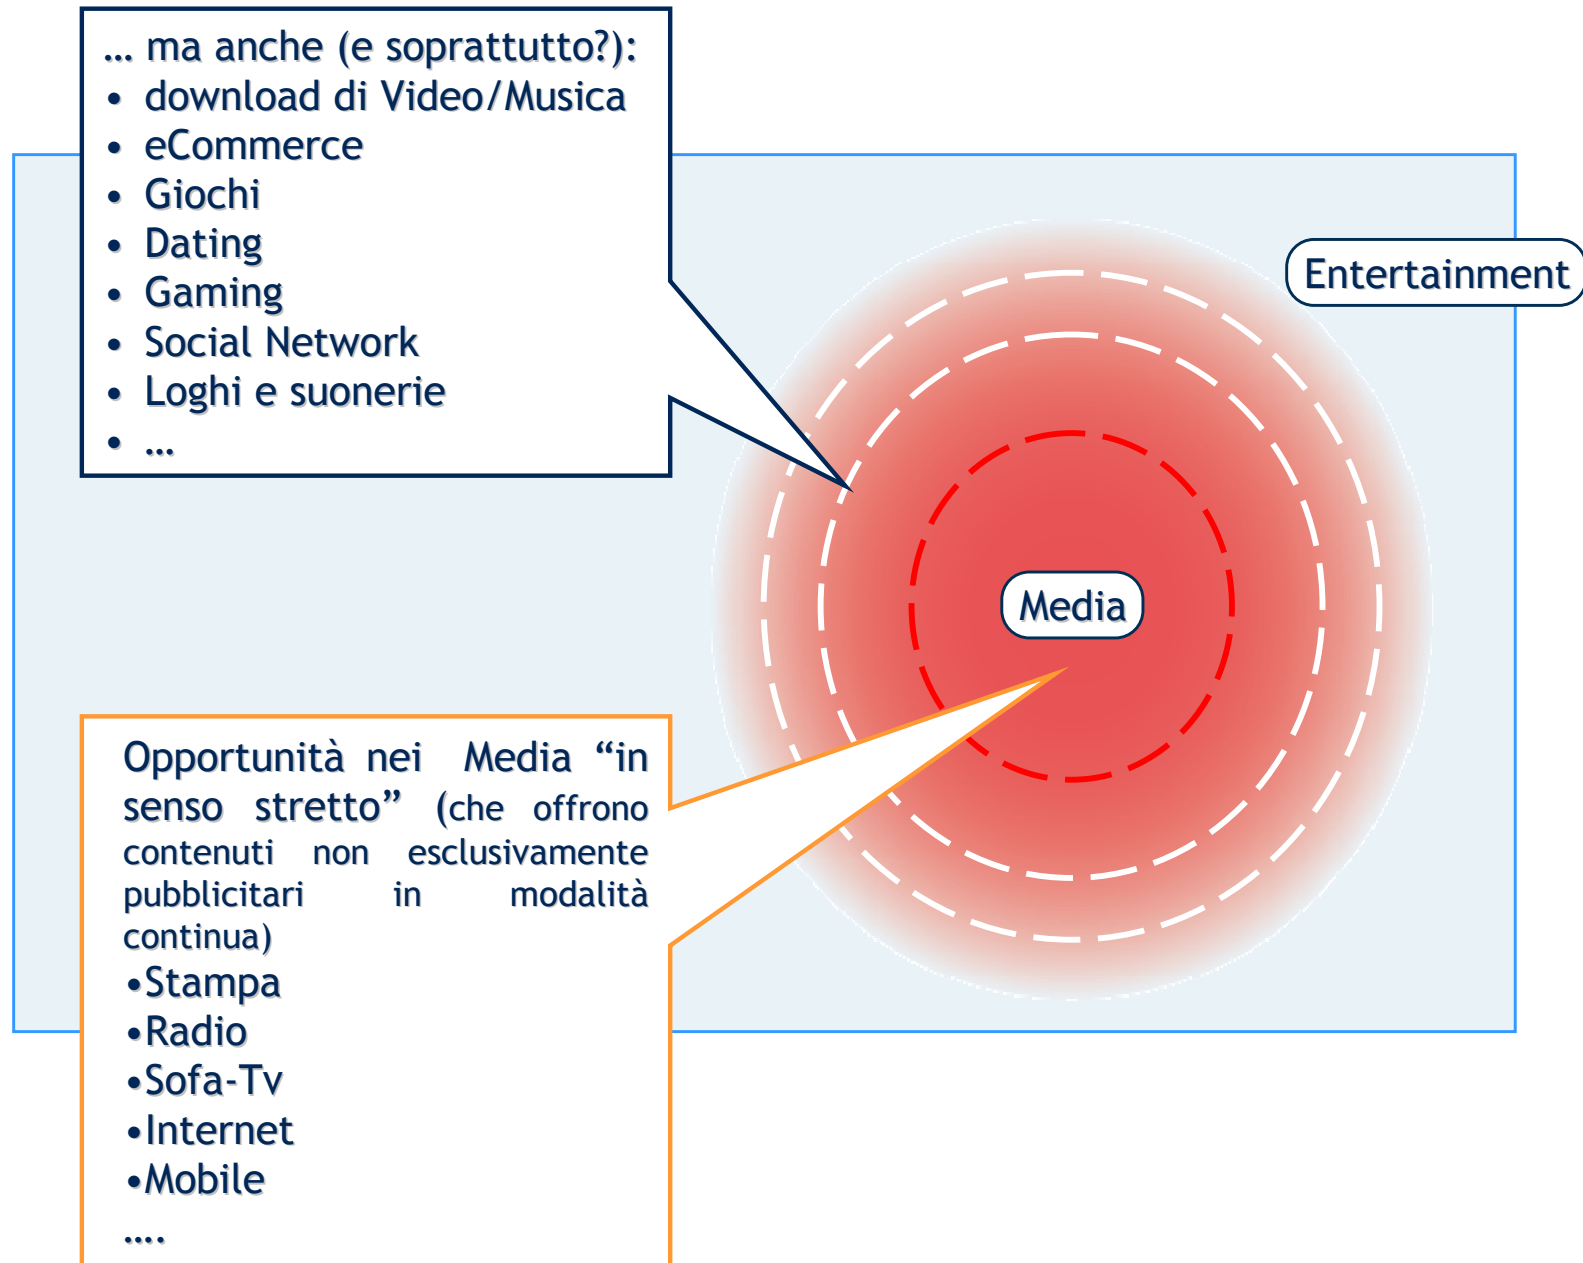 … ma anche (e soprattutto?):
• download di Video/Musica
• eCommerce
• Giochi
• Dating
• Gaming
• Social Network
• Loghi e suonerie
• …
Entertainment
Media
Opportunità nei Media “in
senso stretto” (che offrono
contenuti non esclusivamente
pubblicitari in modalità
continua)
•Stampa
•Radio
•Sofa-Tv
•Internet
•Mobile
….